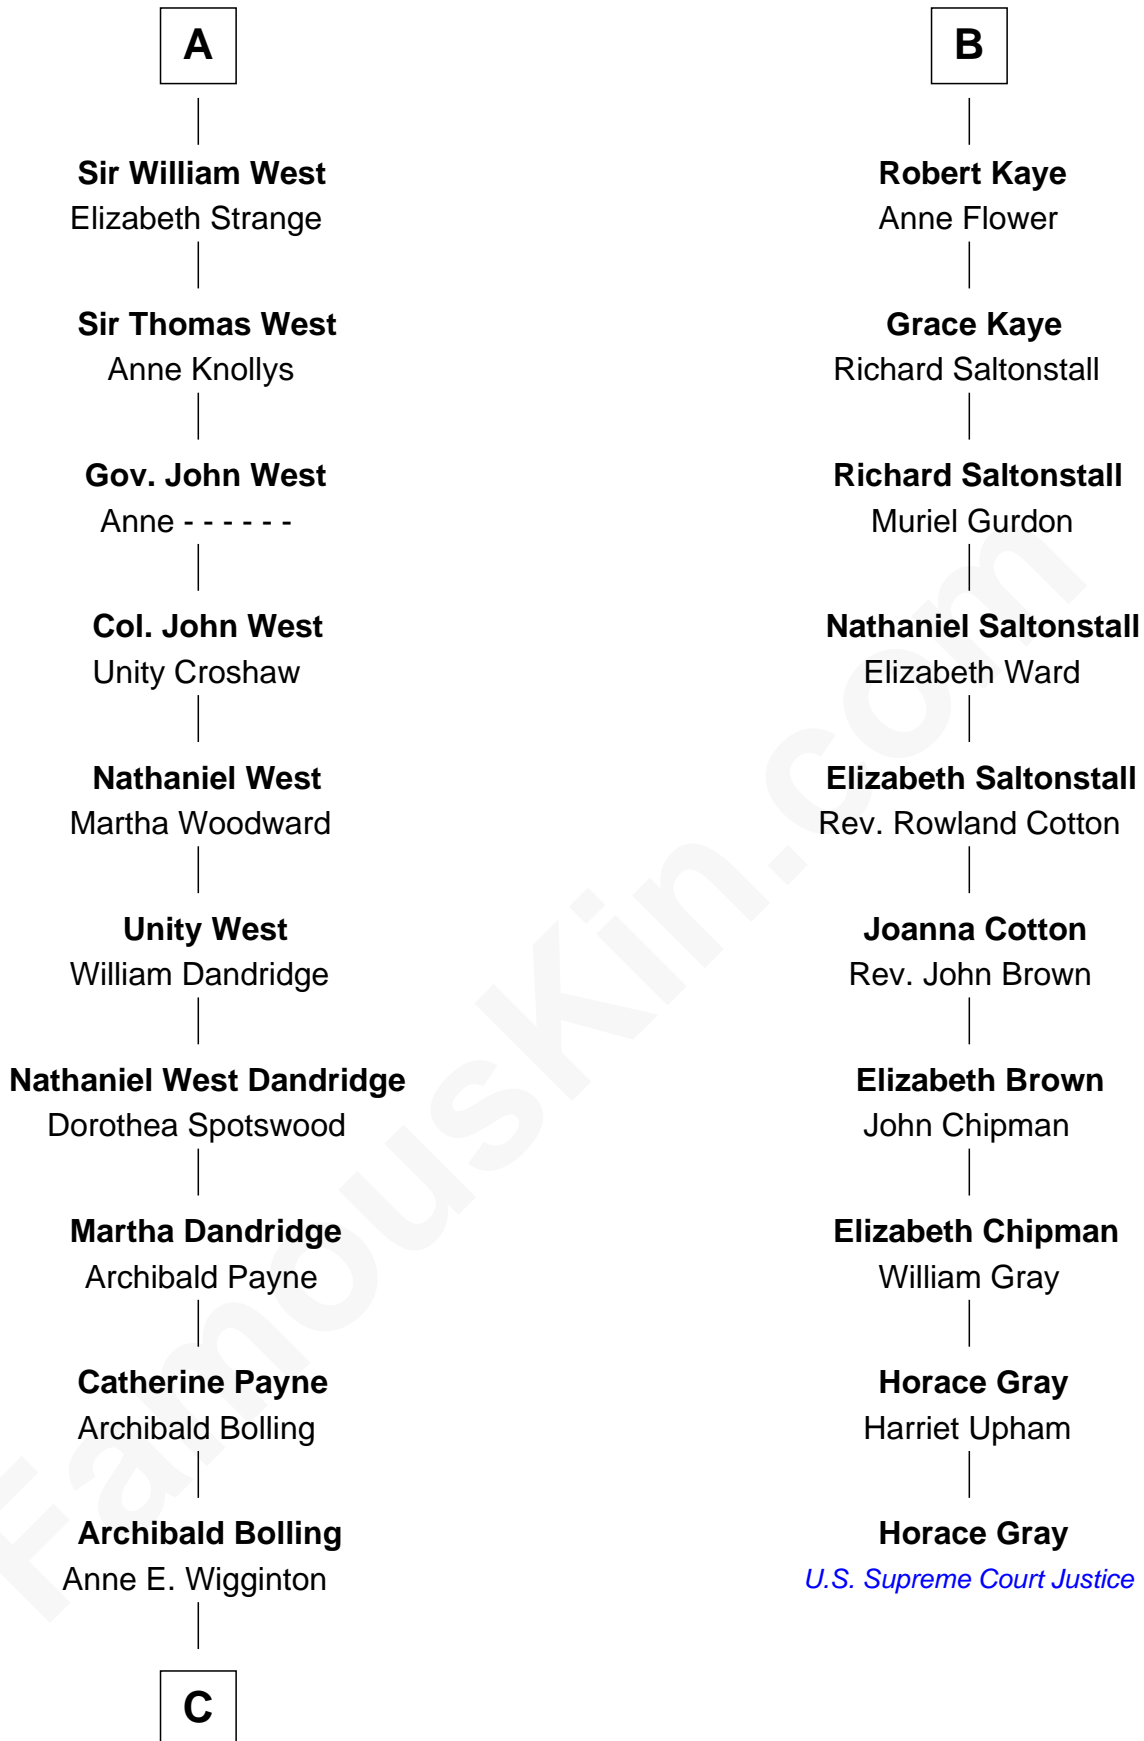 A
Sir William West
Elizabeth Strange
Sir Thomas West
Anne Knollys
Gov. John West
Anne - - - - - -
Col. John West
Unity Croshaw
Nathaniel West
Martha Woodward
Unity West
William Dandridge
Nathaniel West Dandridge
Dorothea Spotswood
Martha Dandridge
Archibald Payne
Catherine Payne
Archibald Bolling
Archibald Bolling
Anne E. Wigginton
C
B
Robert Kaye
Anne Flower
Grace Kaye
Richard Saltonstall
Richard Saltonstall
Muriel Gurdon
Nathaniel Saltonstall
Elizabeth Ward
Elizabeth Saltonstall
Rev. Rowland Cotton
Joanna Cotton
Rev. John Brown
Elizabeth Brown
John Chipman
Elizabeth Chipman
William Gray
Horace Gray
Harriet Upham
Horace Gray
U.S. Supreme Court Justice
FamousKin.com